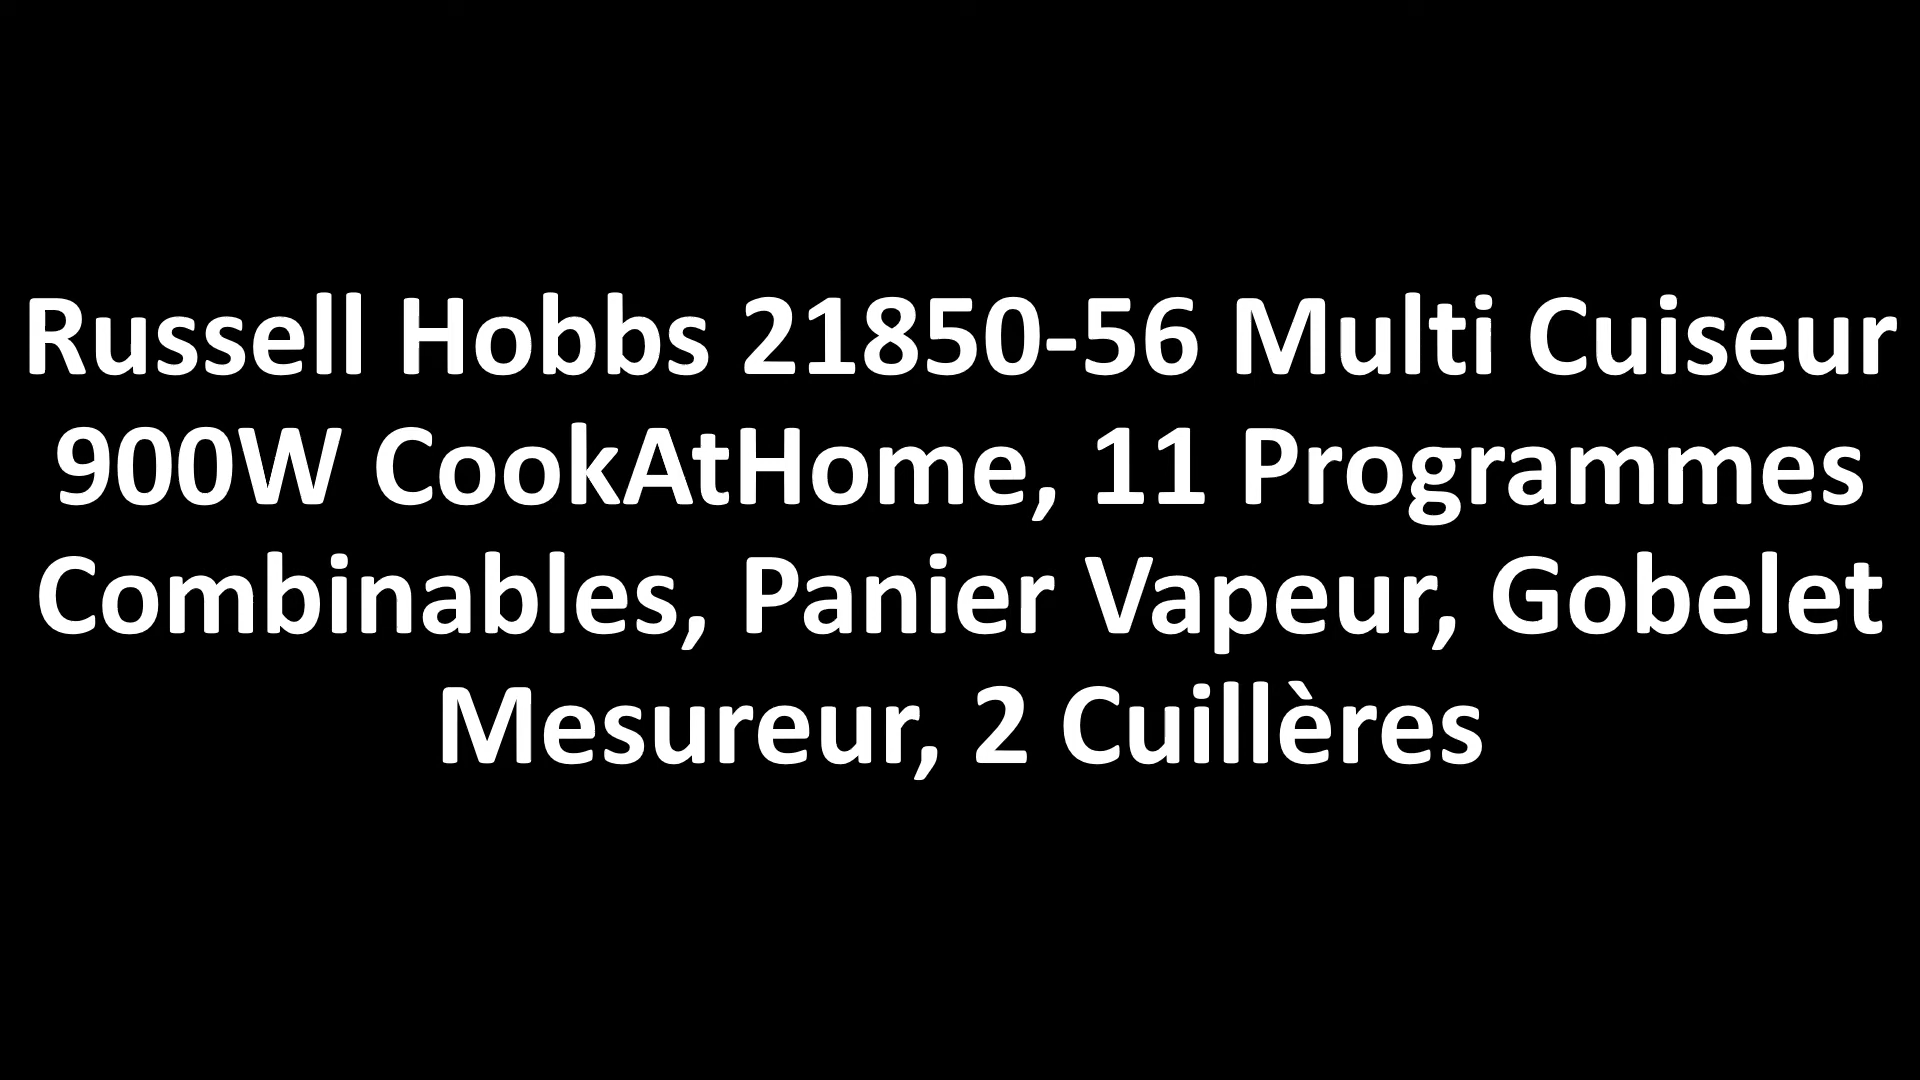 Russell Hobbs 21850-56 Multi Cuiseur
900W CookAtHome, 11 Programmes
Combinables, Panier Vapeur, Gobelet
Mesureur, 2 Cuillères